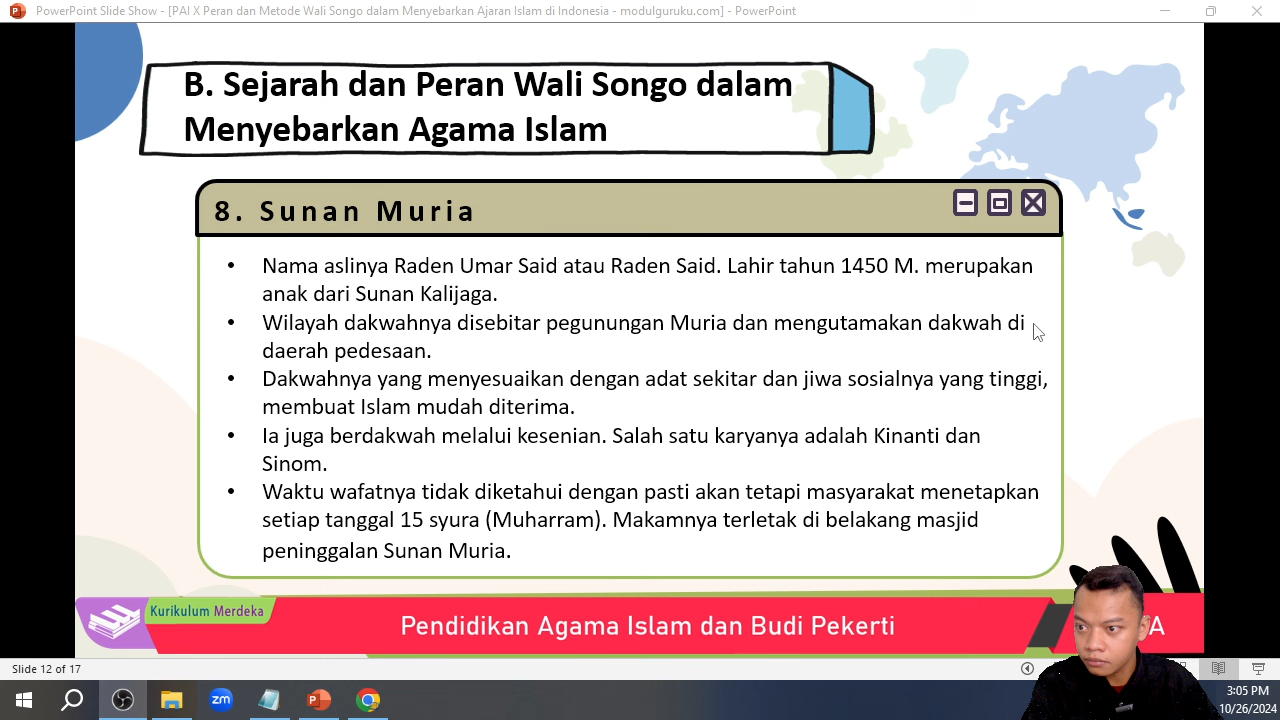 PowerPoint Slide Show - [PAI X Peran dan Metode Wali Songo dalam Menyebarkan Ajaran Islam di Indonesia - modulguruku.com] - PowerPoint
B. Sejarah dan Peran Wali Songo dalam
Menyebarkan Agama Islam
8. Sunan Muria
• Nama aslinya Raden Umar Said atau Raden Said. Lahir tahun 1450 M. merupakan
anak dari Sunan Kalijaga.
• Wilayah dakwahnya disebitar pegunungan Muria dan mengutamakan dakwah di
daerah pedesaan.
• Dakwahnya yang menyesuaikan dengan adat sekitar dan jiwa sosialnya yang tinggi,
membuat Islam mudah diterima.
• Ia juga berdakwah melalui kesenian. Salah satu karyanya adalah Kinanti dan
Sinom.
• Waktu wafatnya tidak diketahui dengan pasti akan tetapi masyarakat menetapkan
setiap tanggal 15 syura (Muharram). Makamnya terletak di belakang masjid
peninggalan Sunan Muria.
Kurikulum Merdeka
Pendidikan Agama Islam dan Budi Pekerti
A
Slide 12 of 17
zm
3:05 PM
10/26/2024